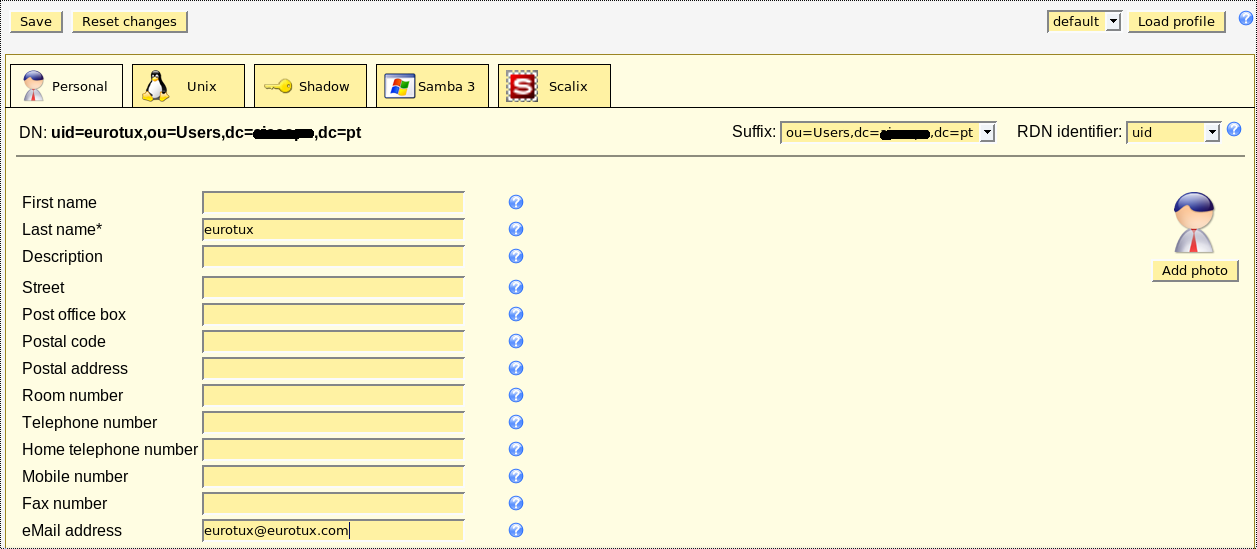 Save Reset changes default Load profile
Personal Unix Shadow Samba 3 Scalix
DN: uid=eurotux,ou=Users,dc= ,dc=pt Suffix: ou=Users,dc= ,dc=pt RDN identifier: uid
First name
Last name* eurotux
Description
Add photo
Street
Post office box
Postal code
Postal address
Room number
Telephone number
Home telephone number
Mobile number
Fax number
eMail address eurotux@eurotux.com